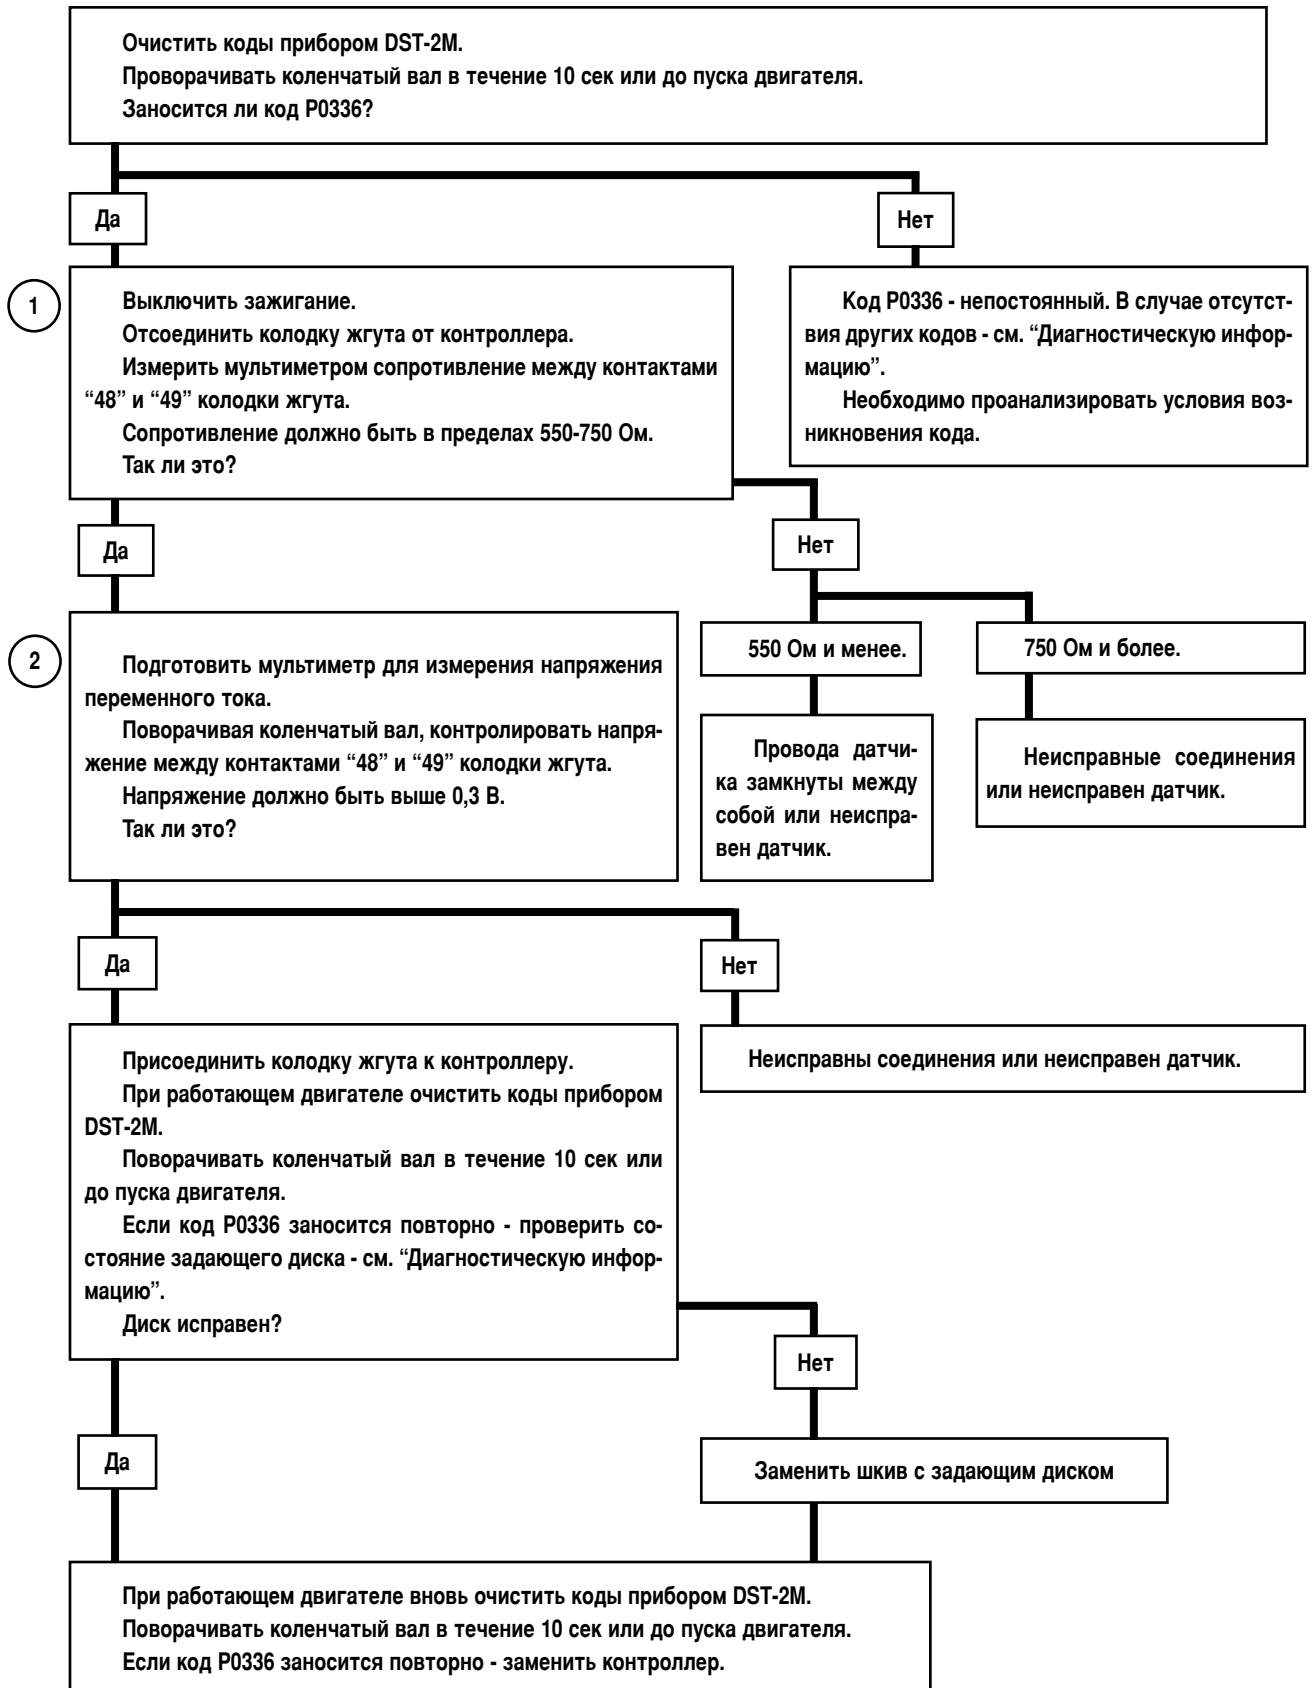 Очистить коды прибором DST-2M.
Проворачивать коленчатый вал в течение 10 сек или до пуска двигателя.
Заносится ли код P0336?
Да
Нет
1
Выключить зажигание.
Отсоединить колодку жгута от контроллера.
Измерить мультиметром сопротивление между контактами
“48” и “49” колодки жгута.
Сопротивление должно быть в пределах 550-750 Ом.
Так ли это?
Код P0336 - непостоянный. В случае отсутст-
вия других кодов - см. “Диагностическую инфор-
мацию”.
Необходимо проанализировать условия воз-
никновения кода.
Да
Нет
2
Подготовить мультиметр для измерения напряжения
переменного тока.
Поворачивая коленчатый вал, контролировать напря-
жение между контактами “48” и “49” колодки жгута.
Напряжение должно быть выше 0,3 В.
Так ли это?
550 Ом и менее.
750 Ом и более.
Провода датчи-
ка замкнуты между
собой или неиспра-
вен датчик.
Неисправные соединения
или неисправен датчик.
Да
Нет
Присоединить колодку жгута к контроллеру.
При работающем двигателе очистить коды прибором
DST-2M.
Поворачивать коленчатый вал в течение 10 сек или
до пуска двигателя.
Если код P0336 заносится повторно - проверить со-
стояние задающего диска - см. “Диагностическую инфор-
мацию”.
Диск исправен?
Неисправны соединения или неисправен датчик.
Нет
Да
Заменить шкив с задающим диском
При работающем двигателе вновь очистить коды прибором DST-2M.
Поворачивать коленчатый вал в течение 10 сек или до пуска двигателя.
Если код P0336 заносится повторно - заменить контроллер.